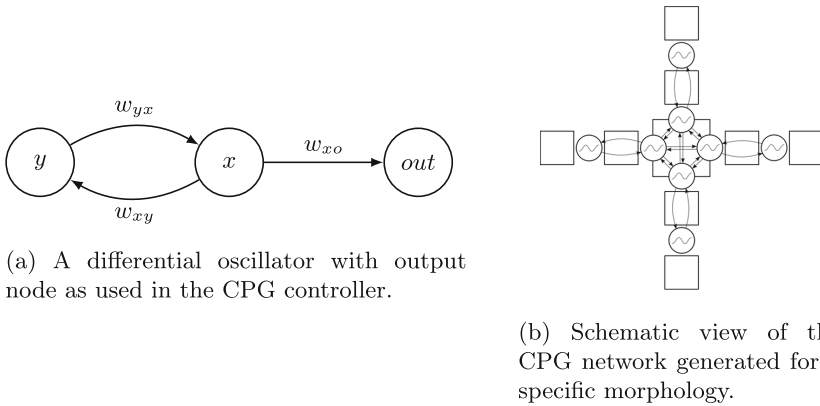 w_yx
y
x
w_xo
out
w_xy
(a) A differential oscillator with output
node as used in the CPG controller.
(b) Schematic view of
CPG network generated for
specific morphology.